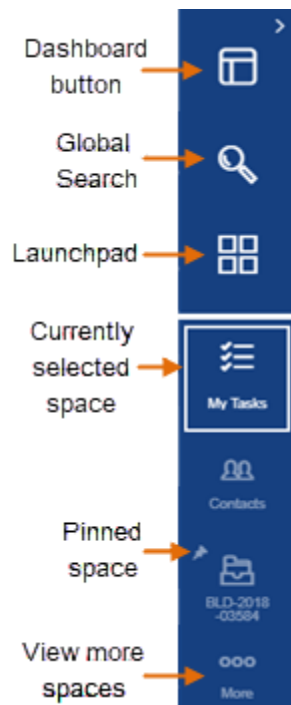 Dashboard
button
Global
Search
Launchpad
Currently
selected
space
My Tasks
Contacts
Pinned
space
BLD-2018
-03584
View more
spaces
More